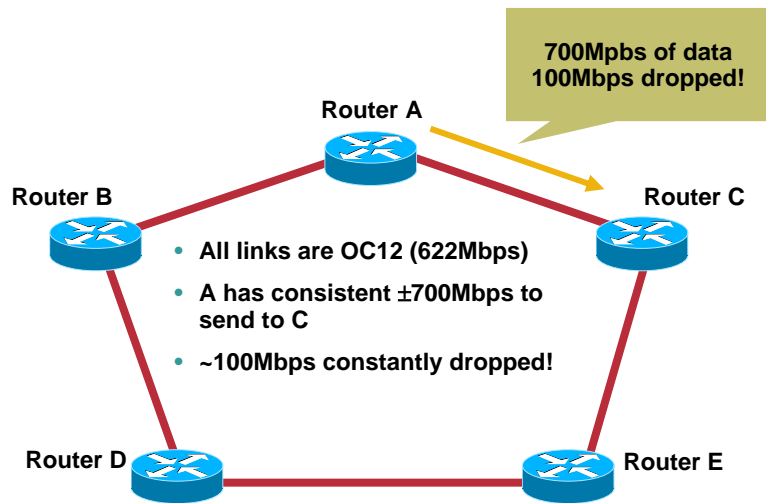 700Mpbs of data
100Mbps dropped!
Router A
Router B
Router C
• All links are OC12 (622Mbps)
• A has consistent ±700Mbps to
send to C
• ~100Mbps constantly dropped!
Router D
Router E